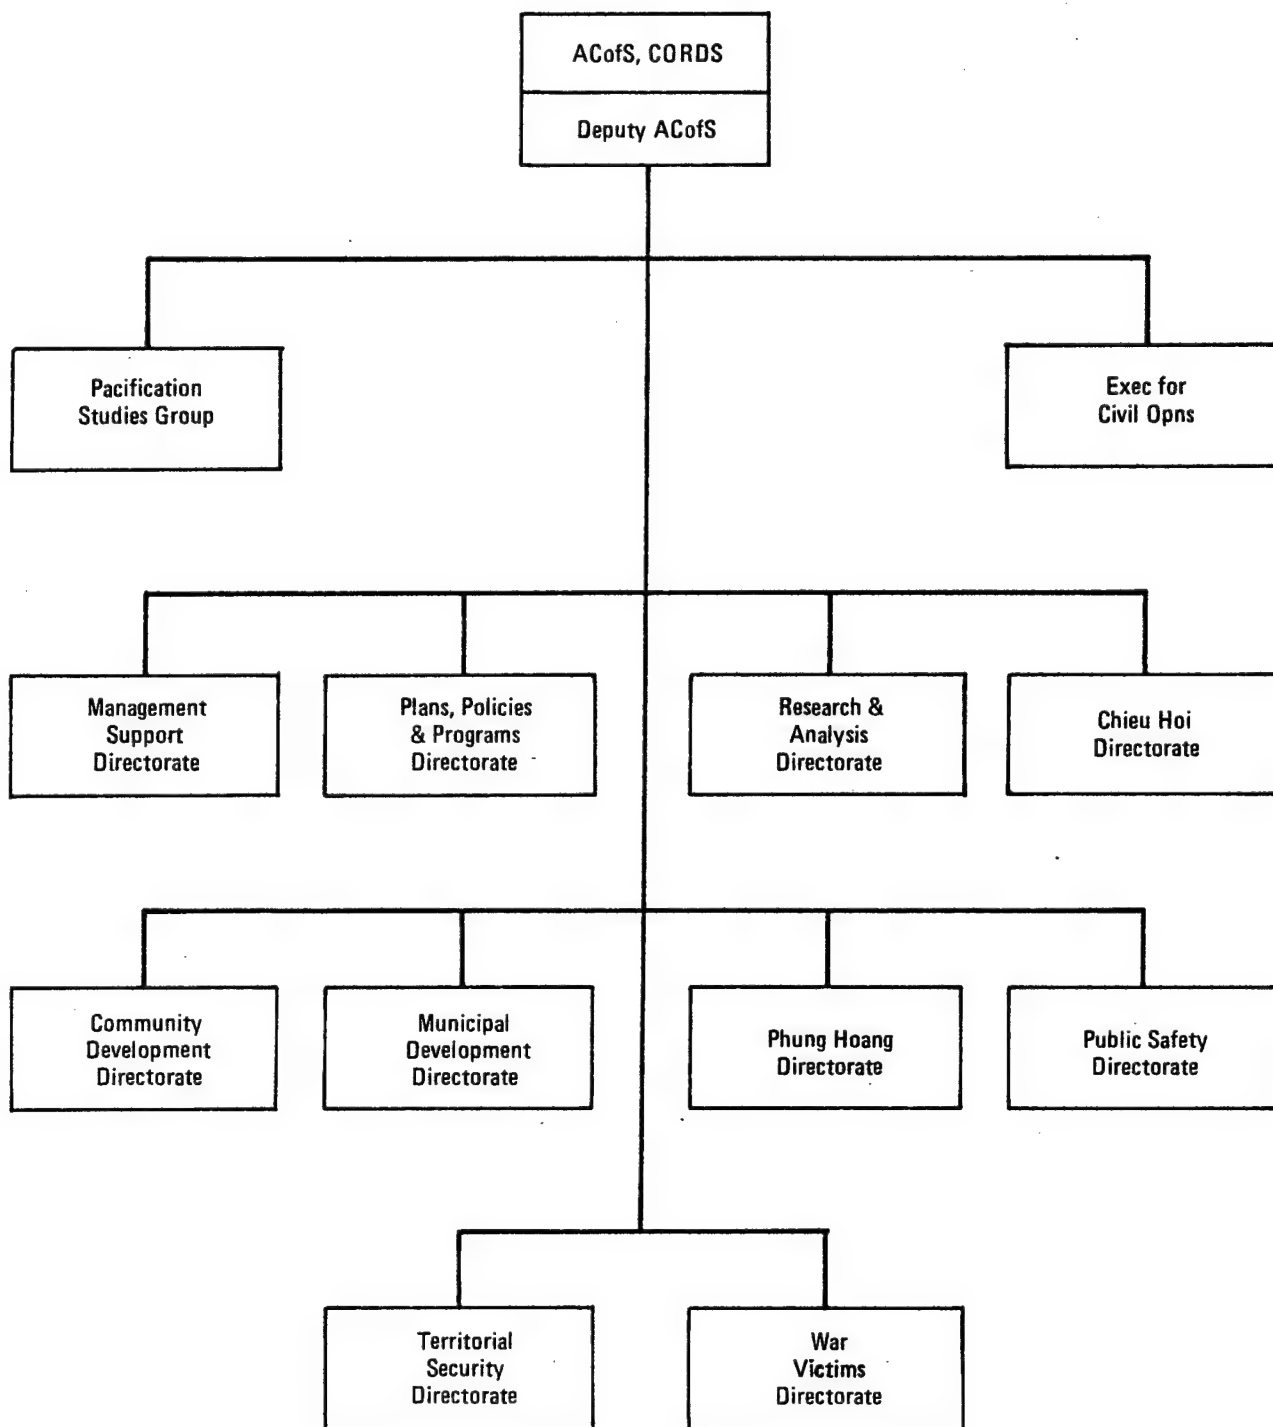 ACofS, CORDS
Deputy ACofS
Pacification
Studies Group
Exec for
Civil Opns
Management
Support
Directorate
Plans, Policies
& Programs
Directorate
Research &
Analysis
Directorate
Chieu Hoi
Directorate
Community
Development
Directorate
Municipal
Development
Directorate
Phung Hoang
Directorate
Public Safety
Directorate
Territorial
Security
Directorate
War
Victims
Directorate